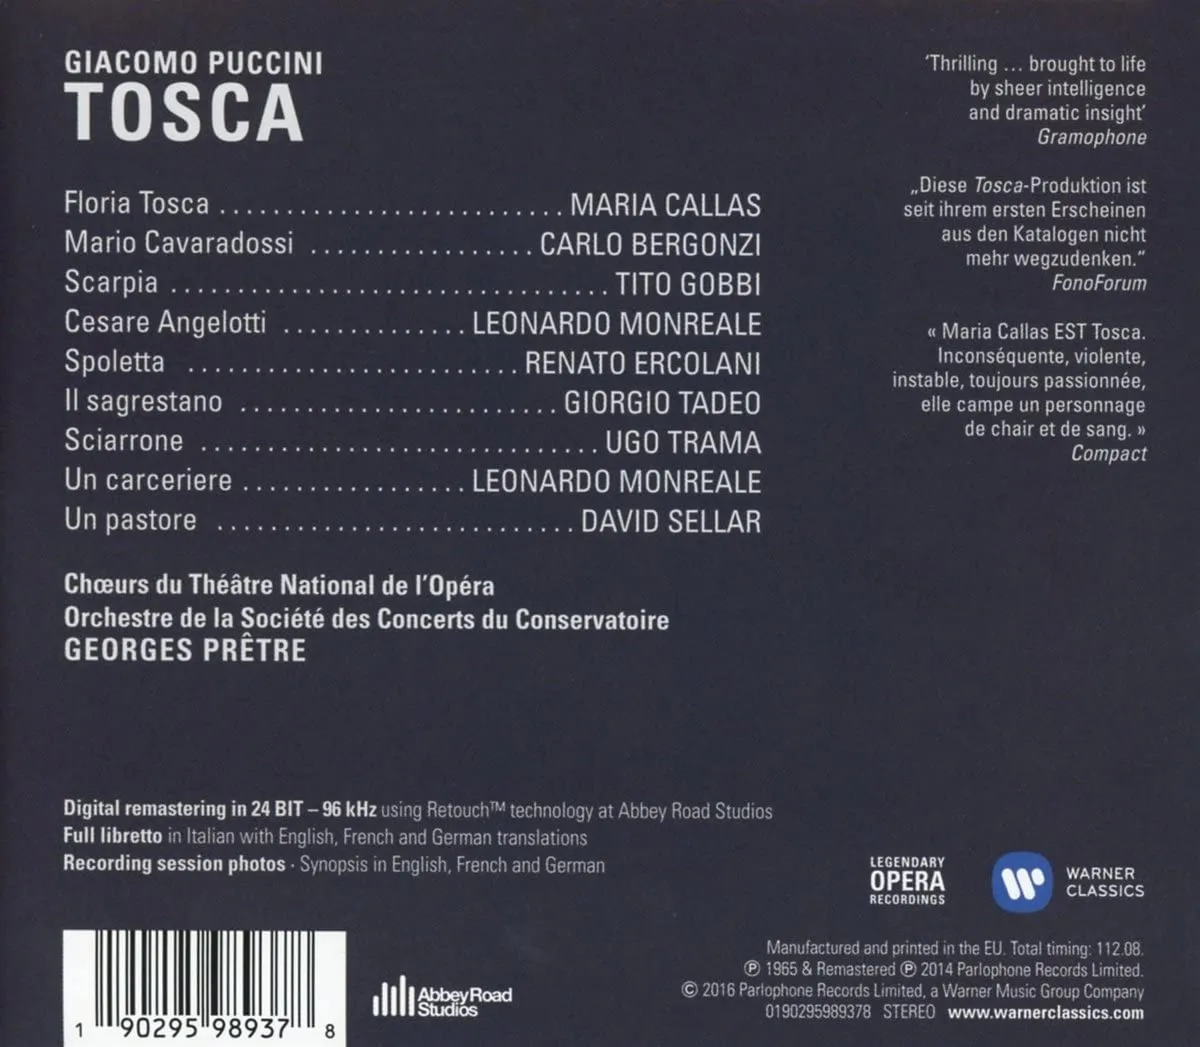 GIACOMO PUCCINI
TOSCA
Floria Tosca ......................... MARIA CALLAS
Mario Cavaradossi ................. CARLO BERGONZI
Scarpia ................................. TITO GOBBI
Cesare Angelotti .............. LEONARDO MONREALE
Spoletta ......................... RENATO ERCOLANI
Il sagrestano ........................ GIORGIO TADEO
Sciarrone .............................. UGO TRAMA
Un carceriere ................. LEONARDO MONREALE
Un pastore ........................... DAVID SELLAR
Chœurs du Théâtre National de l'Opéra
Orchestre de la Société des Concerts du Conservatoire
GEORGES PRÊTRE
‘Thrilling … brought to life
by sheer intelligence
and dramatic insight’
Gramophone
„Diese Tosca-Produktion ist
seit ihrem ersten Erscheinen
aus den Katalogen nicht
mehr wegzudenken.“
FonoForum
« Maria Callas EST Tosca.
Inconséquente, violente,
instable, toujours passionnée,
elle campe un personnage
de chair et de sang. »
Compact
Digital remastering in 24 BIT – 96 kHz using Retouch™ technology at Abbey Road Studios
Full libretto in Italian with English, French and German translations
Recording session photos · Synopsis in English, French and German
LEGENDARY
OPERA
RECORDINGS
WARNER
CLASSICS
Manufactured and printed in the EU. Total timing: 112.08.
℗ 1965 & Remastered ℗ 2014 Parlophone Records Limited.
© 2016 Parlophone Records Limited, a Warner Music Group Company
0190295989378 STEREO www.warnerclassics.com
AbbeyRoad
Studios
1 90295 98937 8